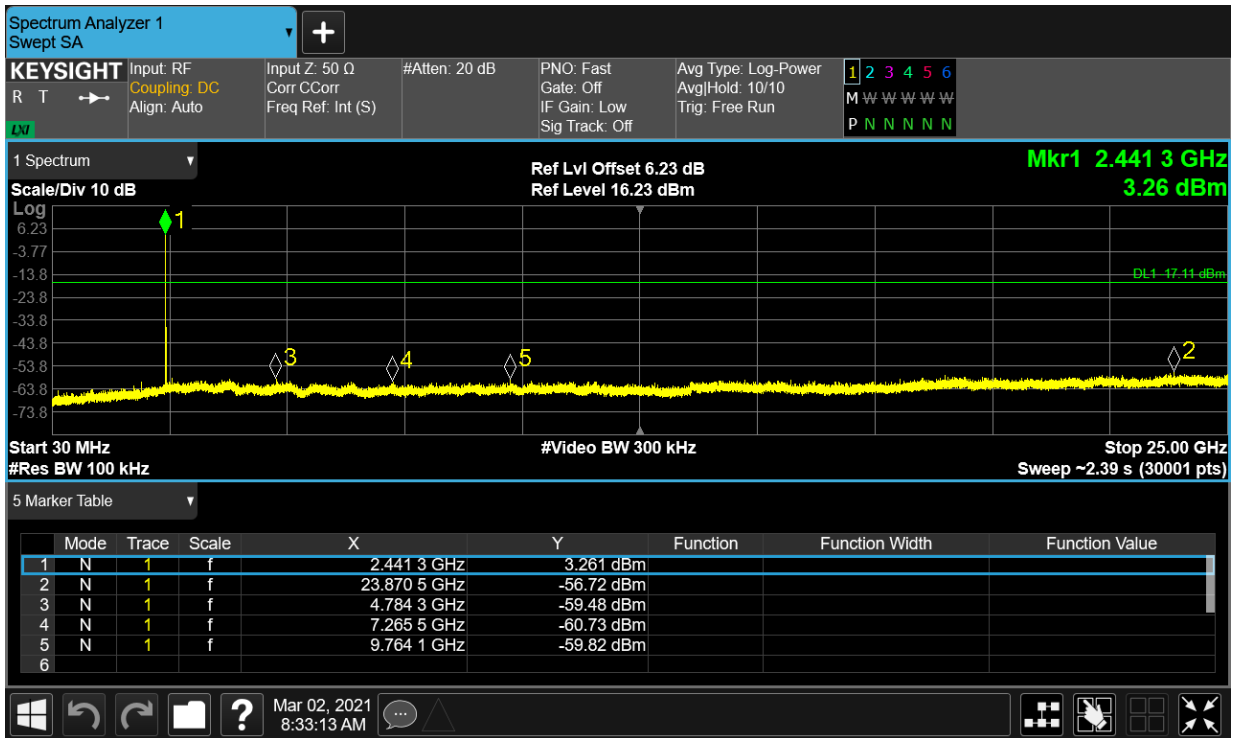 Spectrum Analyzer 1
Swept SA
+
KEYSIGHT
R T
LXI
Input: RF
Coupling: DC
Align: Auto
Input Z: 50 Ω
Corr CCorr
Freq Ref: Int (S)
#Atten: 20 dB
PNO: Fast
Gate: Off
IF Gain: Low
Sig Track: Off
Avg Type: Log-Power
Avg|Hold: 10/10
Trig: Free Run
1 2 3 4 5 6
M W W W W W
P N N N N N
1 Spectrum
Scale/Div 10 dB
Ref Lvl Offset 6.23 dB
Ref Level 16.23 dBm
Mkr1 2.441 3 GHz
3.26 dBm
Log
6.23
-3.77
-13.8
-23.8
-33.8
-43.8
-53.8
-63.8
-73.8
1
3
4
5
2
DL1 -17.11 dBm
Start 30 MHz
#Res BW 100 kHz
#Video BW 300 kHz
Stop 25.00 GHz
Sweep ~2.39 s (30001 pts)
5 Marker Table
Mode Trace Scale X Y Function Function Width Function Value
1 N 1 f 2.441 3 GHz 3.261 dBm
2 N 1 f 23.870 5 GHz -56.72 dBm
3 N 1 f 4.784 3 GHz -59.48 dBm
4 N 1 f 7.265 5 GHz -60.73 dBm
5 N 1 f 9.764 1 GHz -59.82 dBm
6
?
Mar 02, 2021
8:33:13 AM